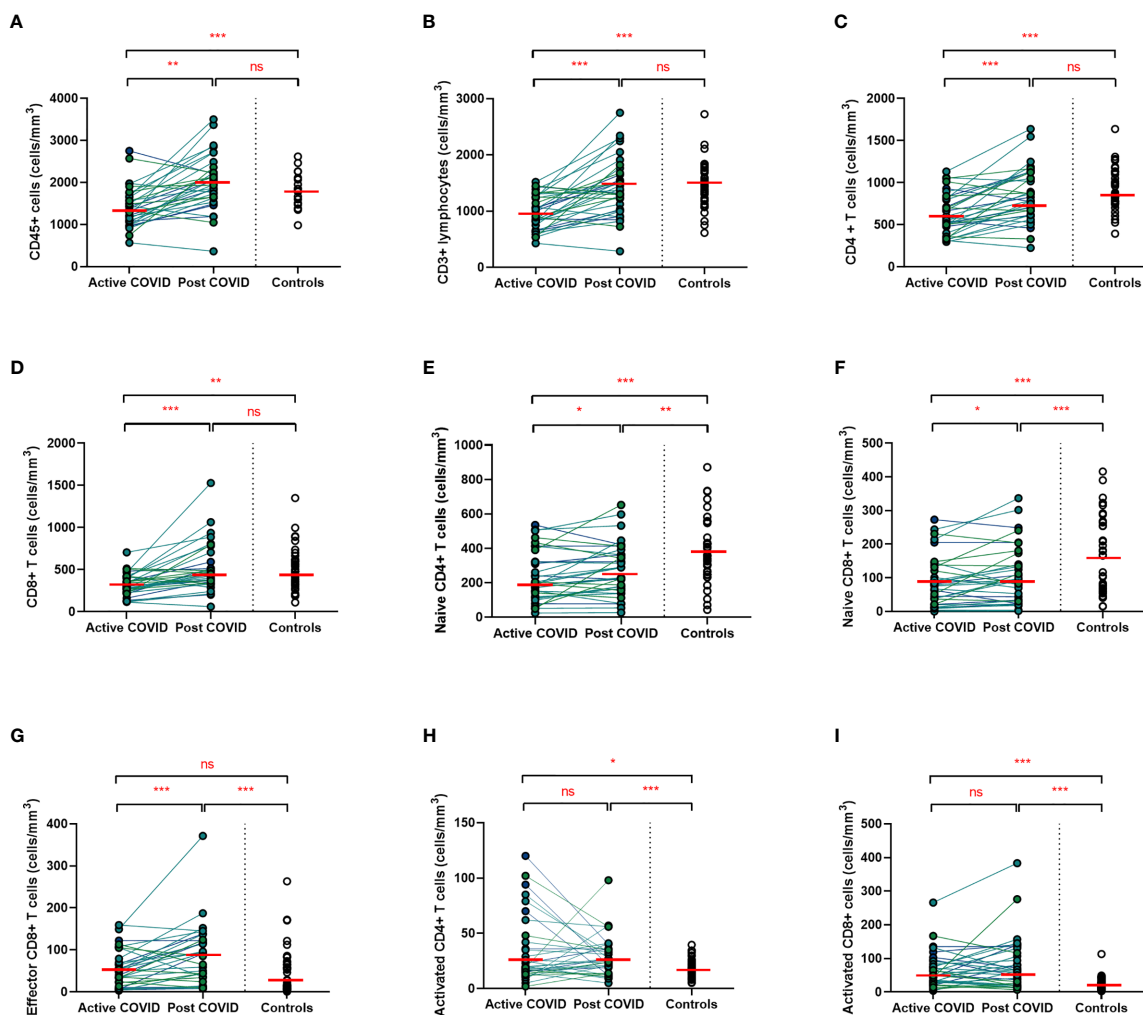 A
***
**
ns
CD45+ cells (cells/mm³)
4000
3000
2000
1000
0
Active COVID Post COVID Controls
B
***
***
ns
CD3+ lymphocytes (cells/mm³)
3000
2000
1000
0
Active COVID Post COVID Controls
C
***
***
ns
CD4 + T cells (cells/mm³)
2000
1500
1000
500
0
Active COVID Post COVID Controls
D
**
***
ns
CD8+ T cells (cells/mm³)
2000
1500
1000
500
0
Active COVID Post COVID Controls
E
***
*
**
Naïve CD4+ T cells (cells/mm³)
1000
800
600
400
200
0
Active COVID Post COVID Controls
F
***
*
***
Naive CD8+ T cells (cells/mm³)
500
400
300
200
100
0
Active COVID Post COVID Controls
G
ns
***
***
Effector CD8+ T cells (cells/mm³)
400
300
200
100
0
Active COVID Post COVID Controls
H
*
ns
***
Activated CD4+ T cells (cells/mm³)
150
100
50
0
Active COVID Post COVID Controls
I
***
ns
***
Activated CD8+ cells (cells/mm³)
500
400
300
200
100
0
Active COVID Post COVID Controls